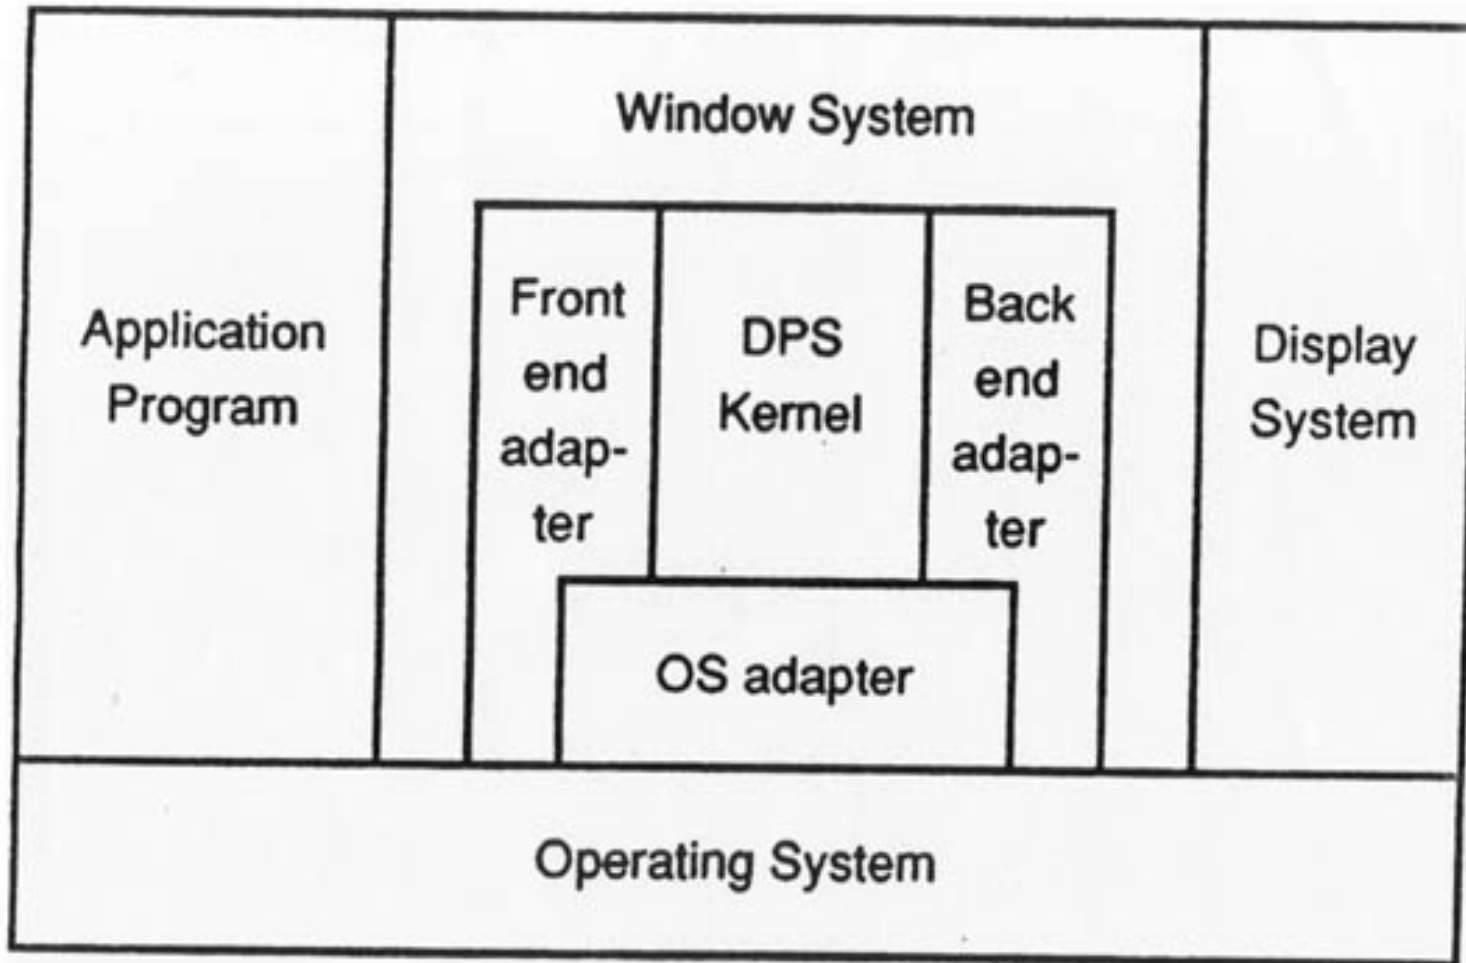 Window System
Application
Program
Front
end
adap-
ter
DPS
Kernel
Back
end
adap-
ter
Display
System
OS adapter
Operating System